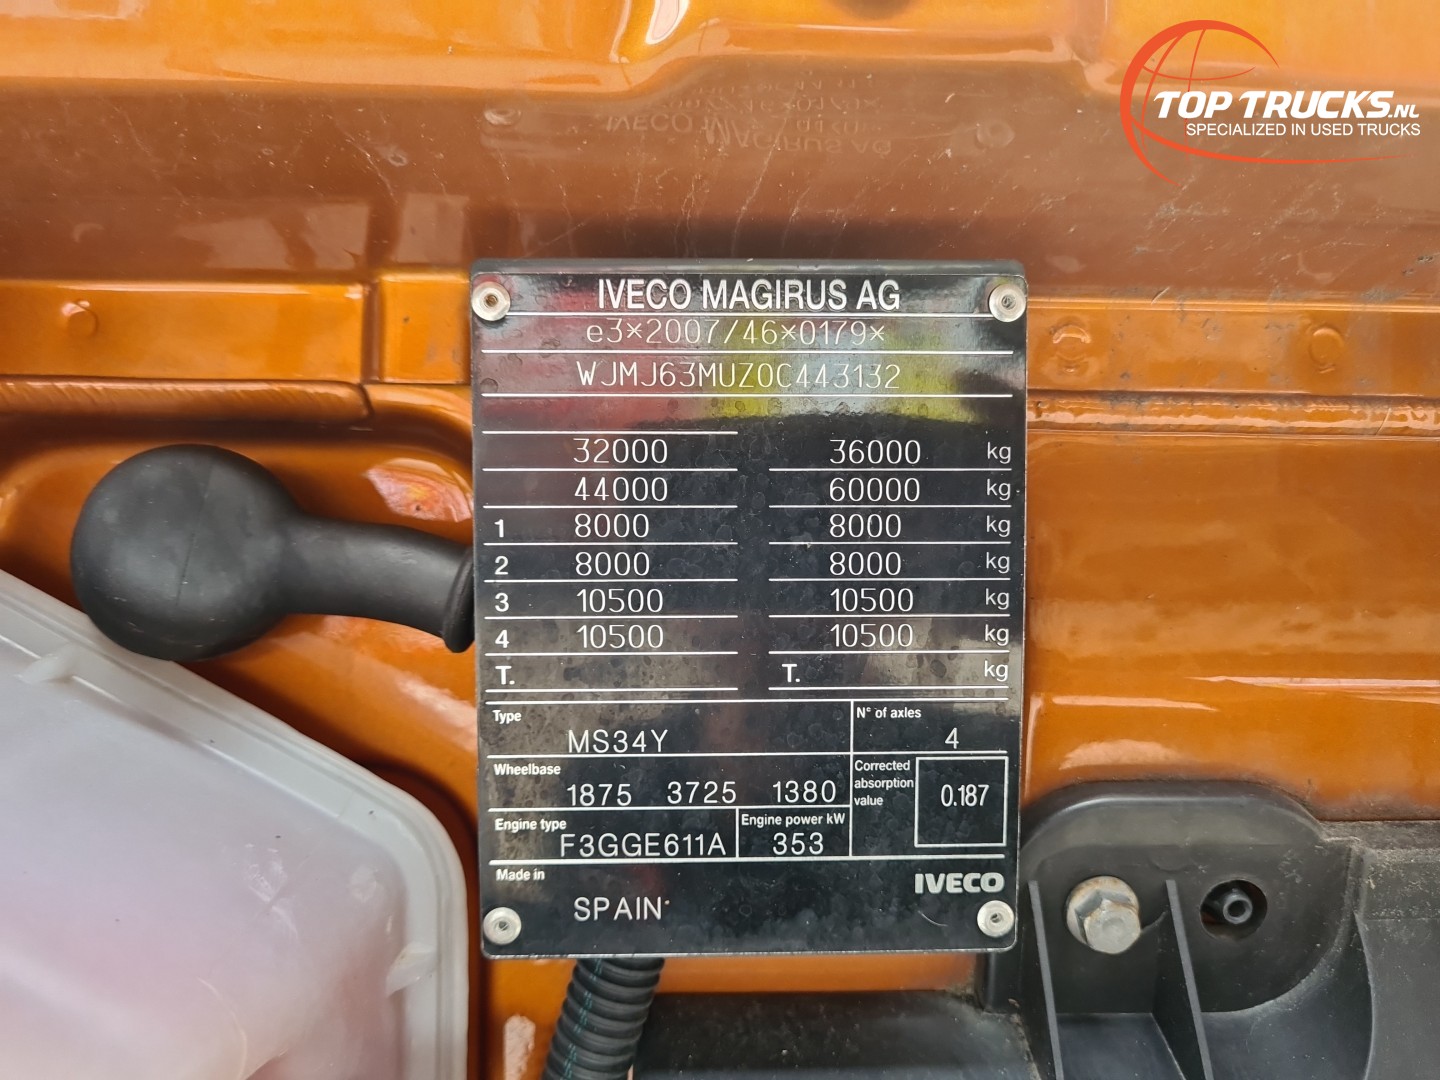 TOP TRUCKS.NL
SPECIALIZED IN USED TRUCKS
IVECO MAGIRUS AG
e3*2007/46*0179*
WJMJ63MUZ0C443132
32000 36000 kg
44000 60000 kg
1 8000 8000 kg
2 8000 8000 kg
3 10500 10500 kg
4 10500 10500 kg
T. T. kg
Type MS34Y N° of axles 4
Wheelbase 1875 3725 1380
Corrected absorption value 0.187
Engine type F3GGE611A Engine power kW 353
Made in SPAIN
IVECO